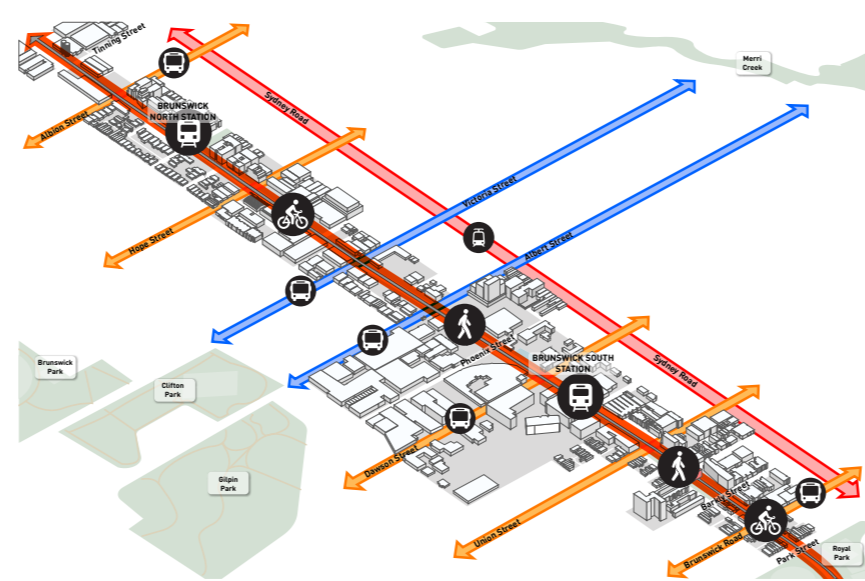 Tinning Street
Merri
Creek
Sydney Road
BRUNSWICK
NORTH STATION
Albion Street
Victoria Street
Hope Street
Albert Street
Phoenix Street
BRUNSWICK SOUTH
STATION
Sydney Road
Brunswick
Park
Clifton
Park
Gilpin
Park
Dawson Street
Barkly Street
Union Street
Brunswick Road
Park Street
Royal
Park